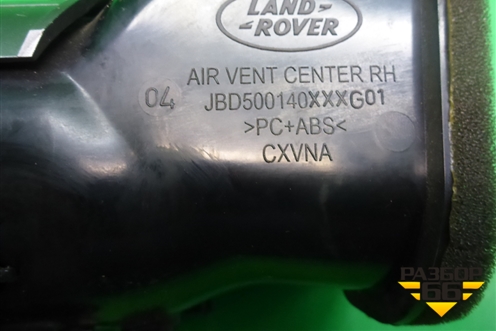 LAND-
-ROVER
AIR VENT CENTER RH
04
JBD500140XXXG01
>PC+ABS<
CXVNA
РАЗБОР
66